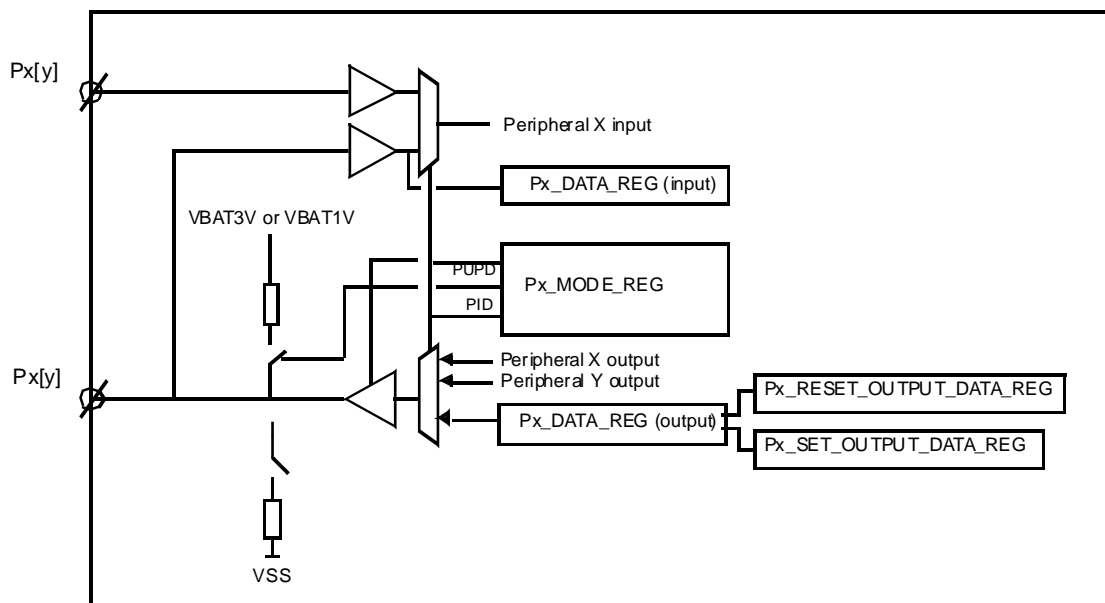 Px[y]
Peripheral X input
Px_DATA_REG (input)
VBAT3V or VBAT1V
PUPD
Px_MODE_REG
PID
Peripheral X output
Px[y]
Peripheral Y output
Px_RESET_OUTPUT_DATA_REG
Px_DATA_REG (output)
Px_SET_OUTPUT_DATA_REG
VSS